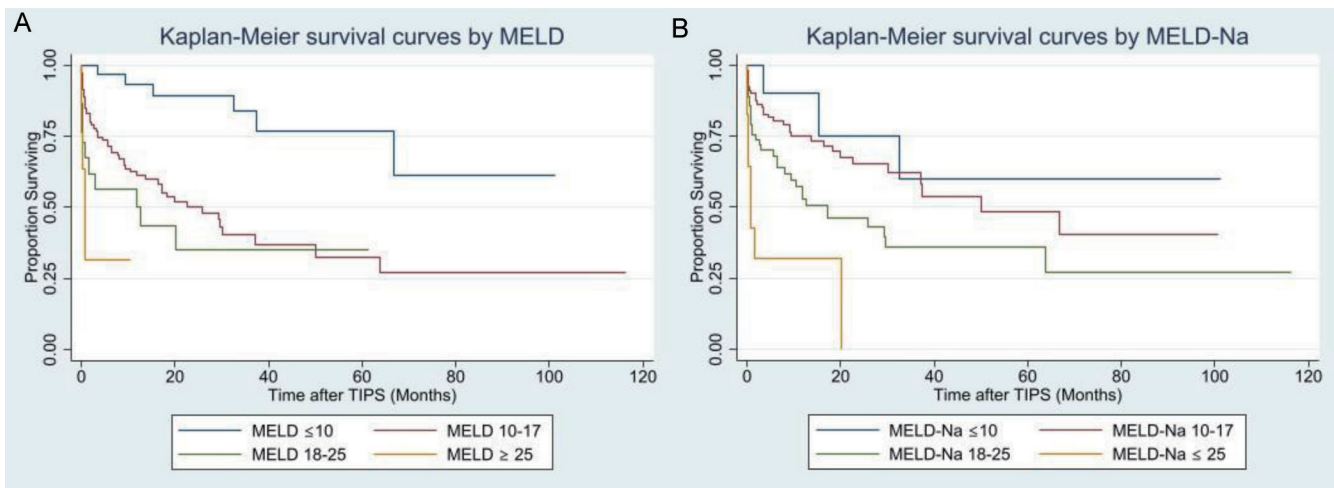 A
Kaplan-Meier survival curves by MELD
Proportion Surviving
1.00
0.75
0.50
0.25
0.00
0 20 40 60 80 100 120
Time after TIPS (Months)
MELD ≤10 MELD 10-17
MELD 18-25 MELD ≥ 25
B
Kaplan-Meier survival curves by MELD-Na
Proportion Surviving
1.00
0.75
0.50
0.25
0.00
0 20 40 60 80 100 120
Time after TIPS (Months)
MELD-Na ≤10 MELD-Na 10-17
MELD-Na 18-25 MELD-Na ≤ 25